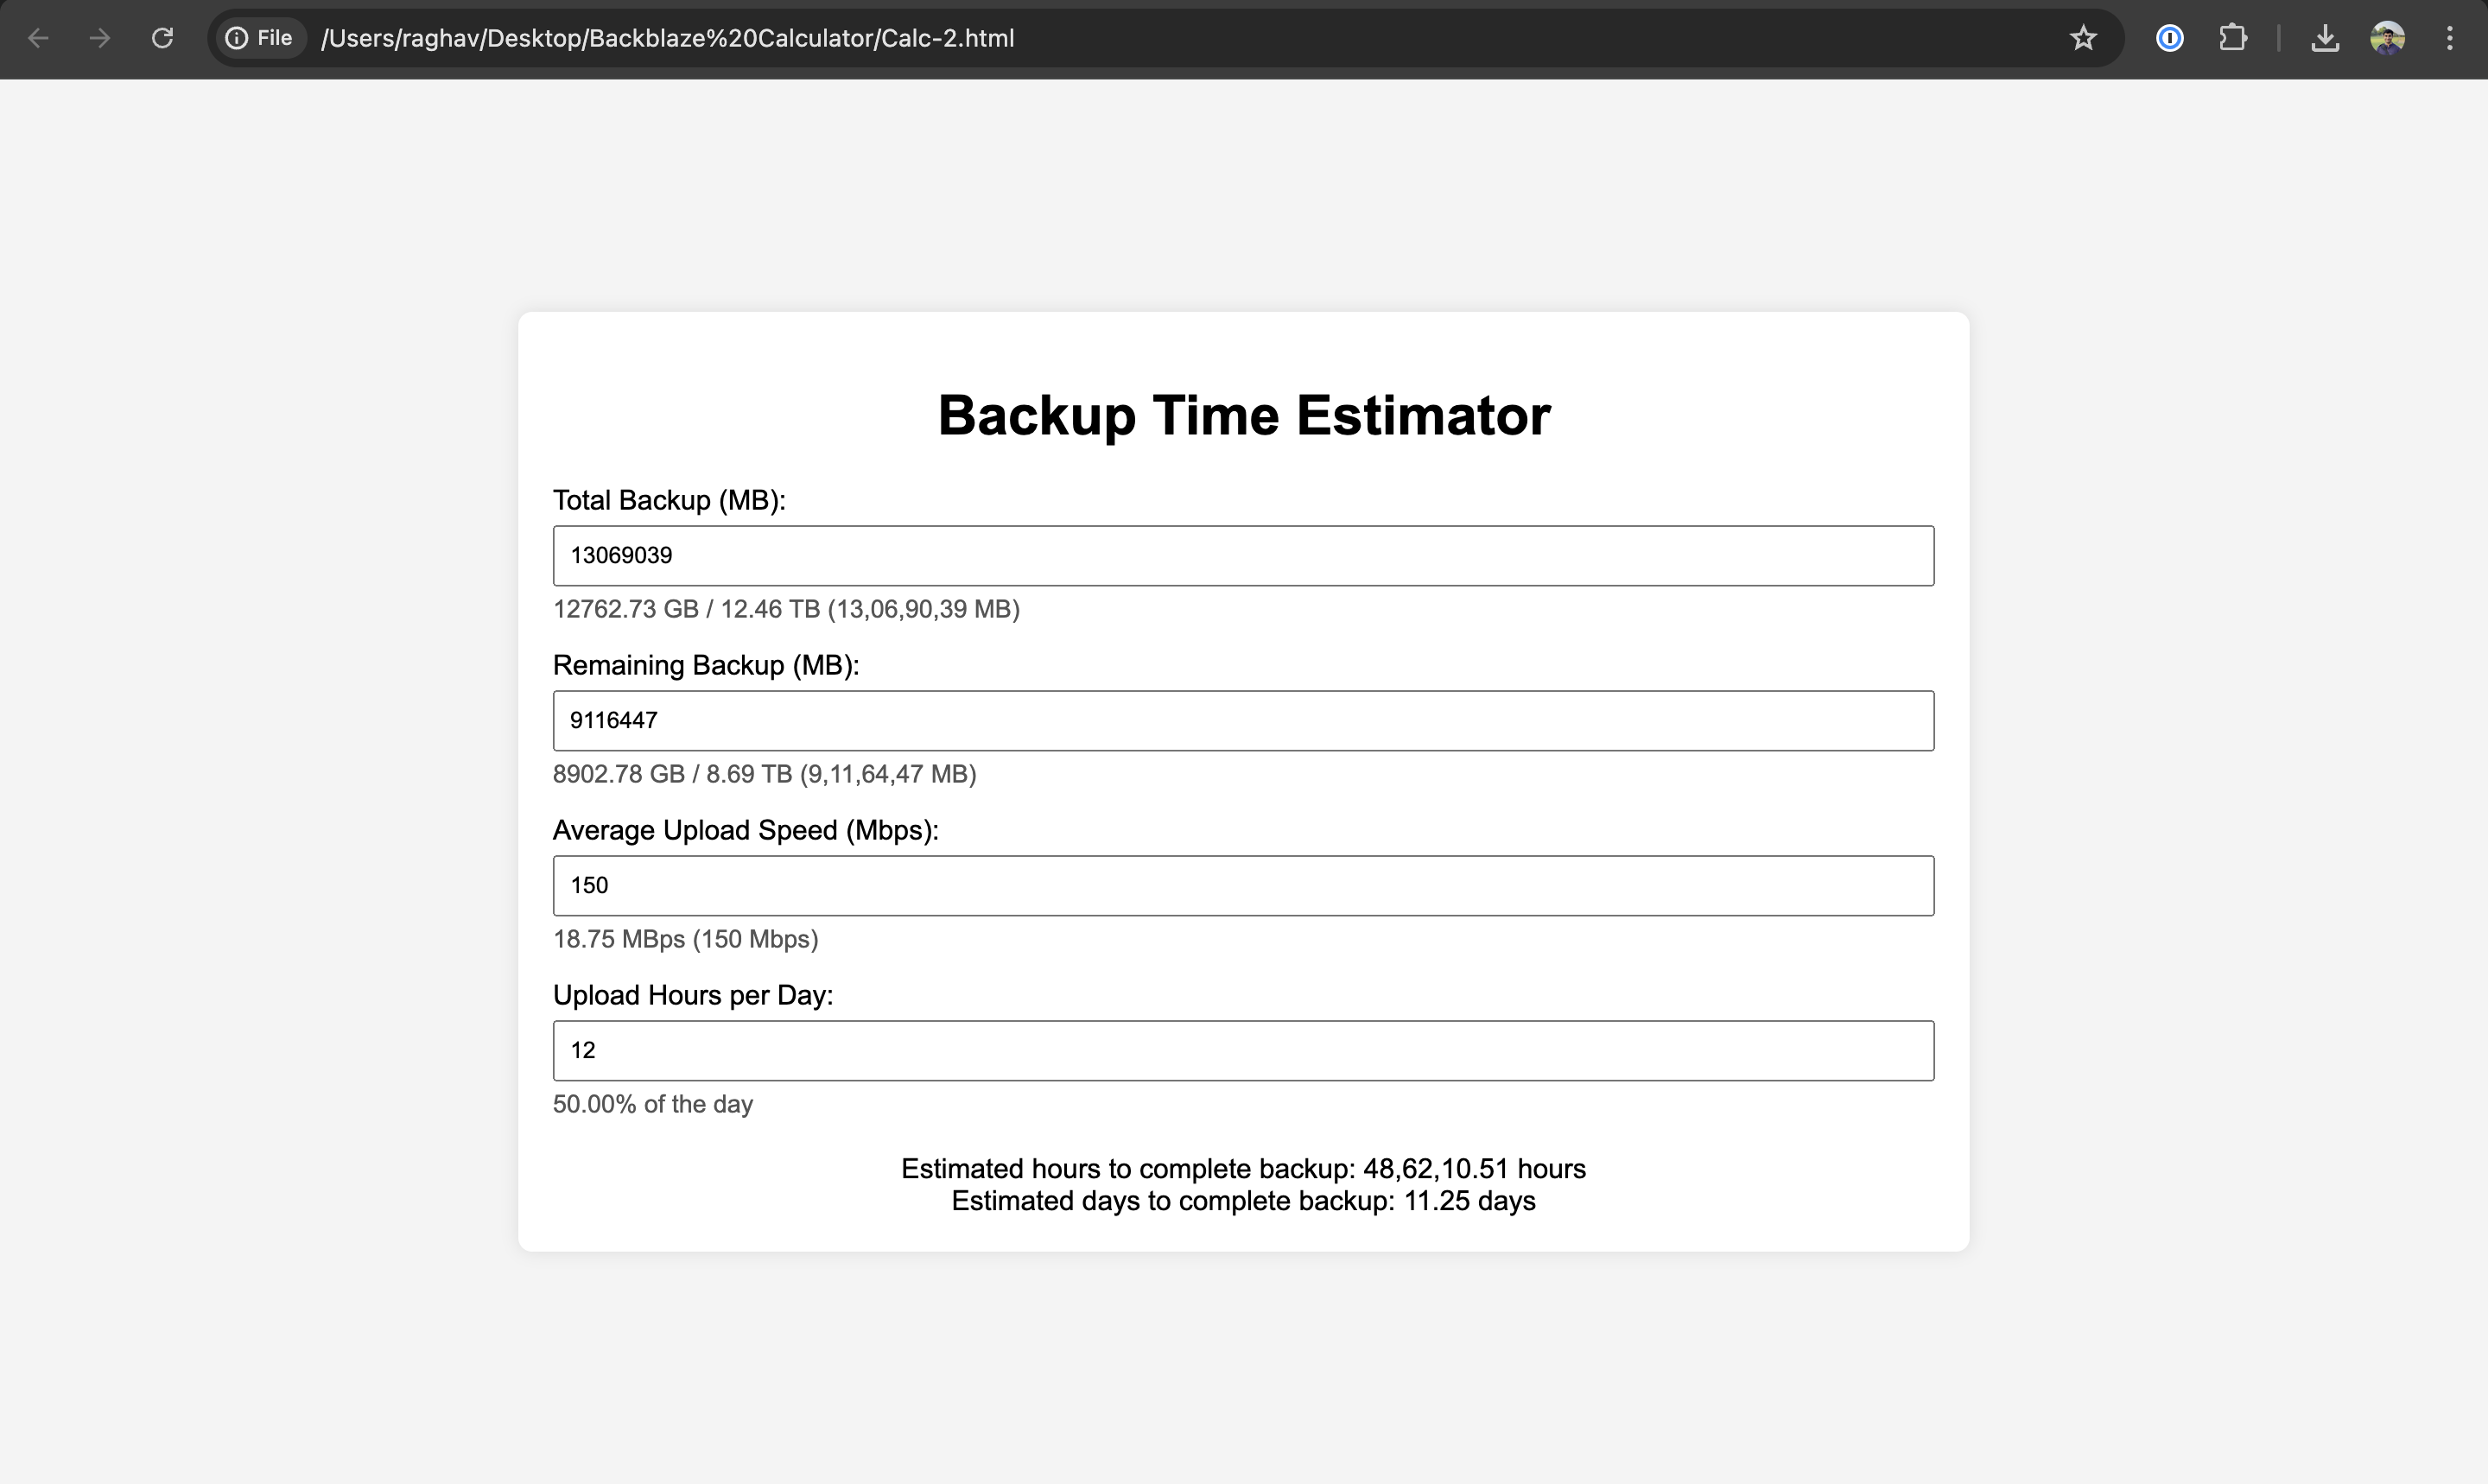 File /Users/raghav/Desktop/Backblaze%20Calculator/Calc-2.html
Backup Time Estimator
Total Backup (MB):
13069039
12762.73 GB / 12.46 TB (13,06,90,39 MB)
Remaining Backup (MB):
9116447
8902.78 GB / 8.69 TB (9,11,64,47 MB)
Average Upload Speed (Mbps):
150
18.75 MBps (150 Mbps)
Upload Hours per Day:
12
50.00% of the day
Estimated hours to complete backup: 48,62,10.51 hours
Estimated days to complete backup: 11.25 days